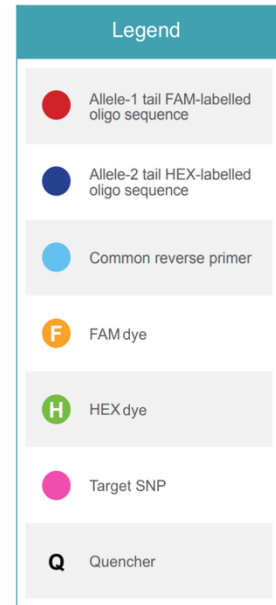 Legend
Allele-1 tail FAM-labelled
oligo sequence
Allele-2 tail HEX-labelled
oligo sequence
Common reverse primer
F FAM dye
H HEX dye
Target SNP
Q Quencher